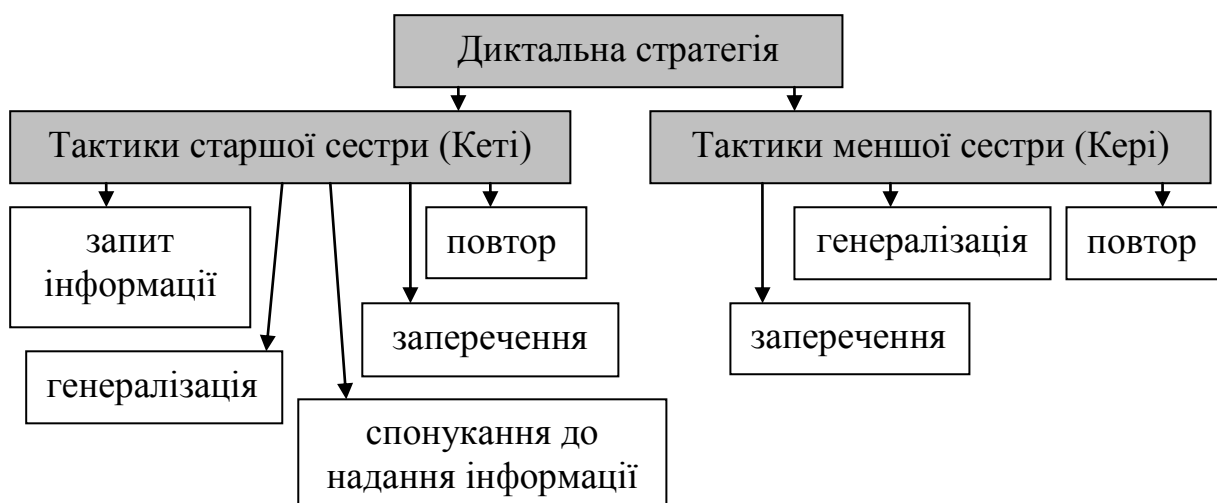 Диктальна стратегія
Тактики старшої сестри (Кеті)
Тактики меншої сестри (Кері)
запит
інформації
повтор
генералізація
повтор
заперечення
заперечення
генералізація
спонукання до
надання інформації